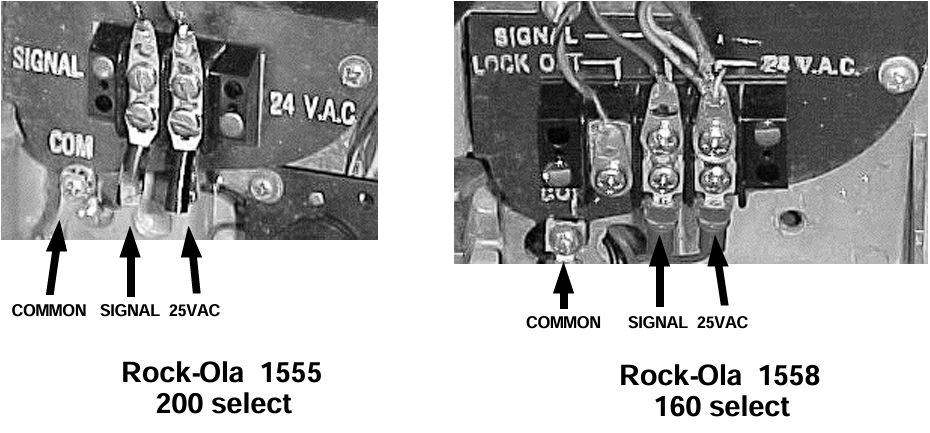 SIGNAL
24 V.A.C.
COM
COMMON SIGNAL 25VAC
Rock-Ola 1555
200 select
SIGNAL
LOCK OUT
24 V.A.C.
COMMON SIGNAL 25VAC
Rock-Ola 1558
160 select